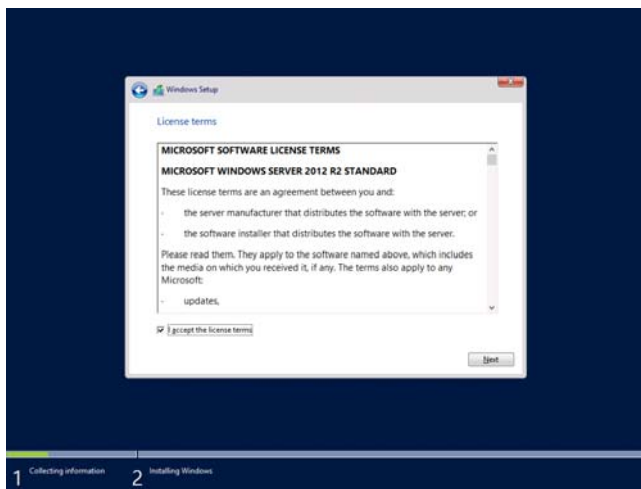 Windows Setup
License terms
MICROSOFT SOFTWARE LICENSE TERMS
MICROSOFT WINDOWS SERVER 2012 R2 STANDARD
These license terms are an agreement between you and:
- the server manufacturer that distributes the software with the server; or
- the software installer that distributes the software with the server.
Please read them. They apply to the software named above, which includes
the media on which you received it, if any. The terms also apply to any
Microsoft:
- updates,
I accept the license terms
Next
1 Collecting information 2 Installing Windows